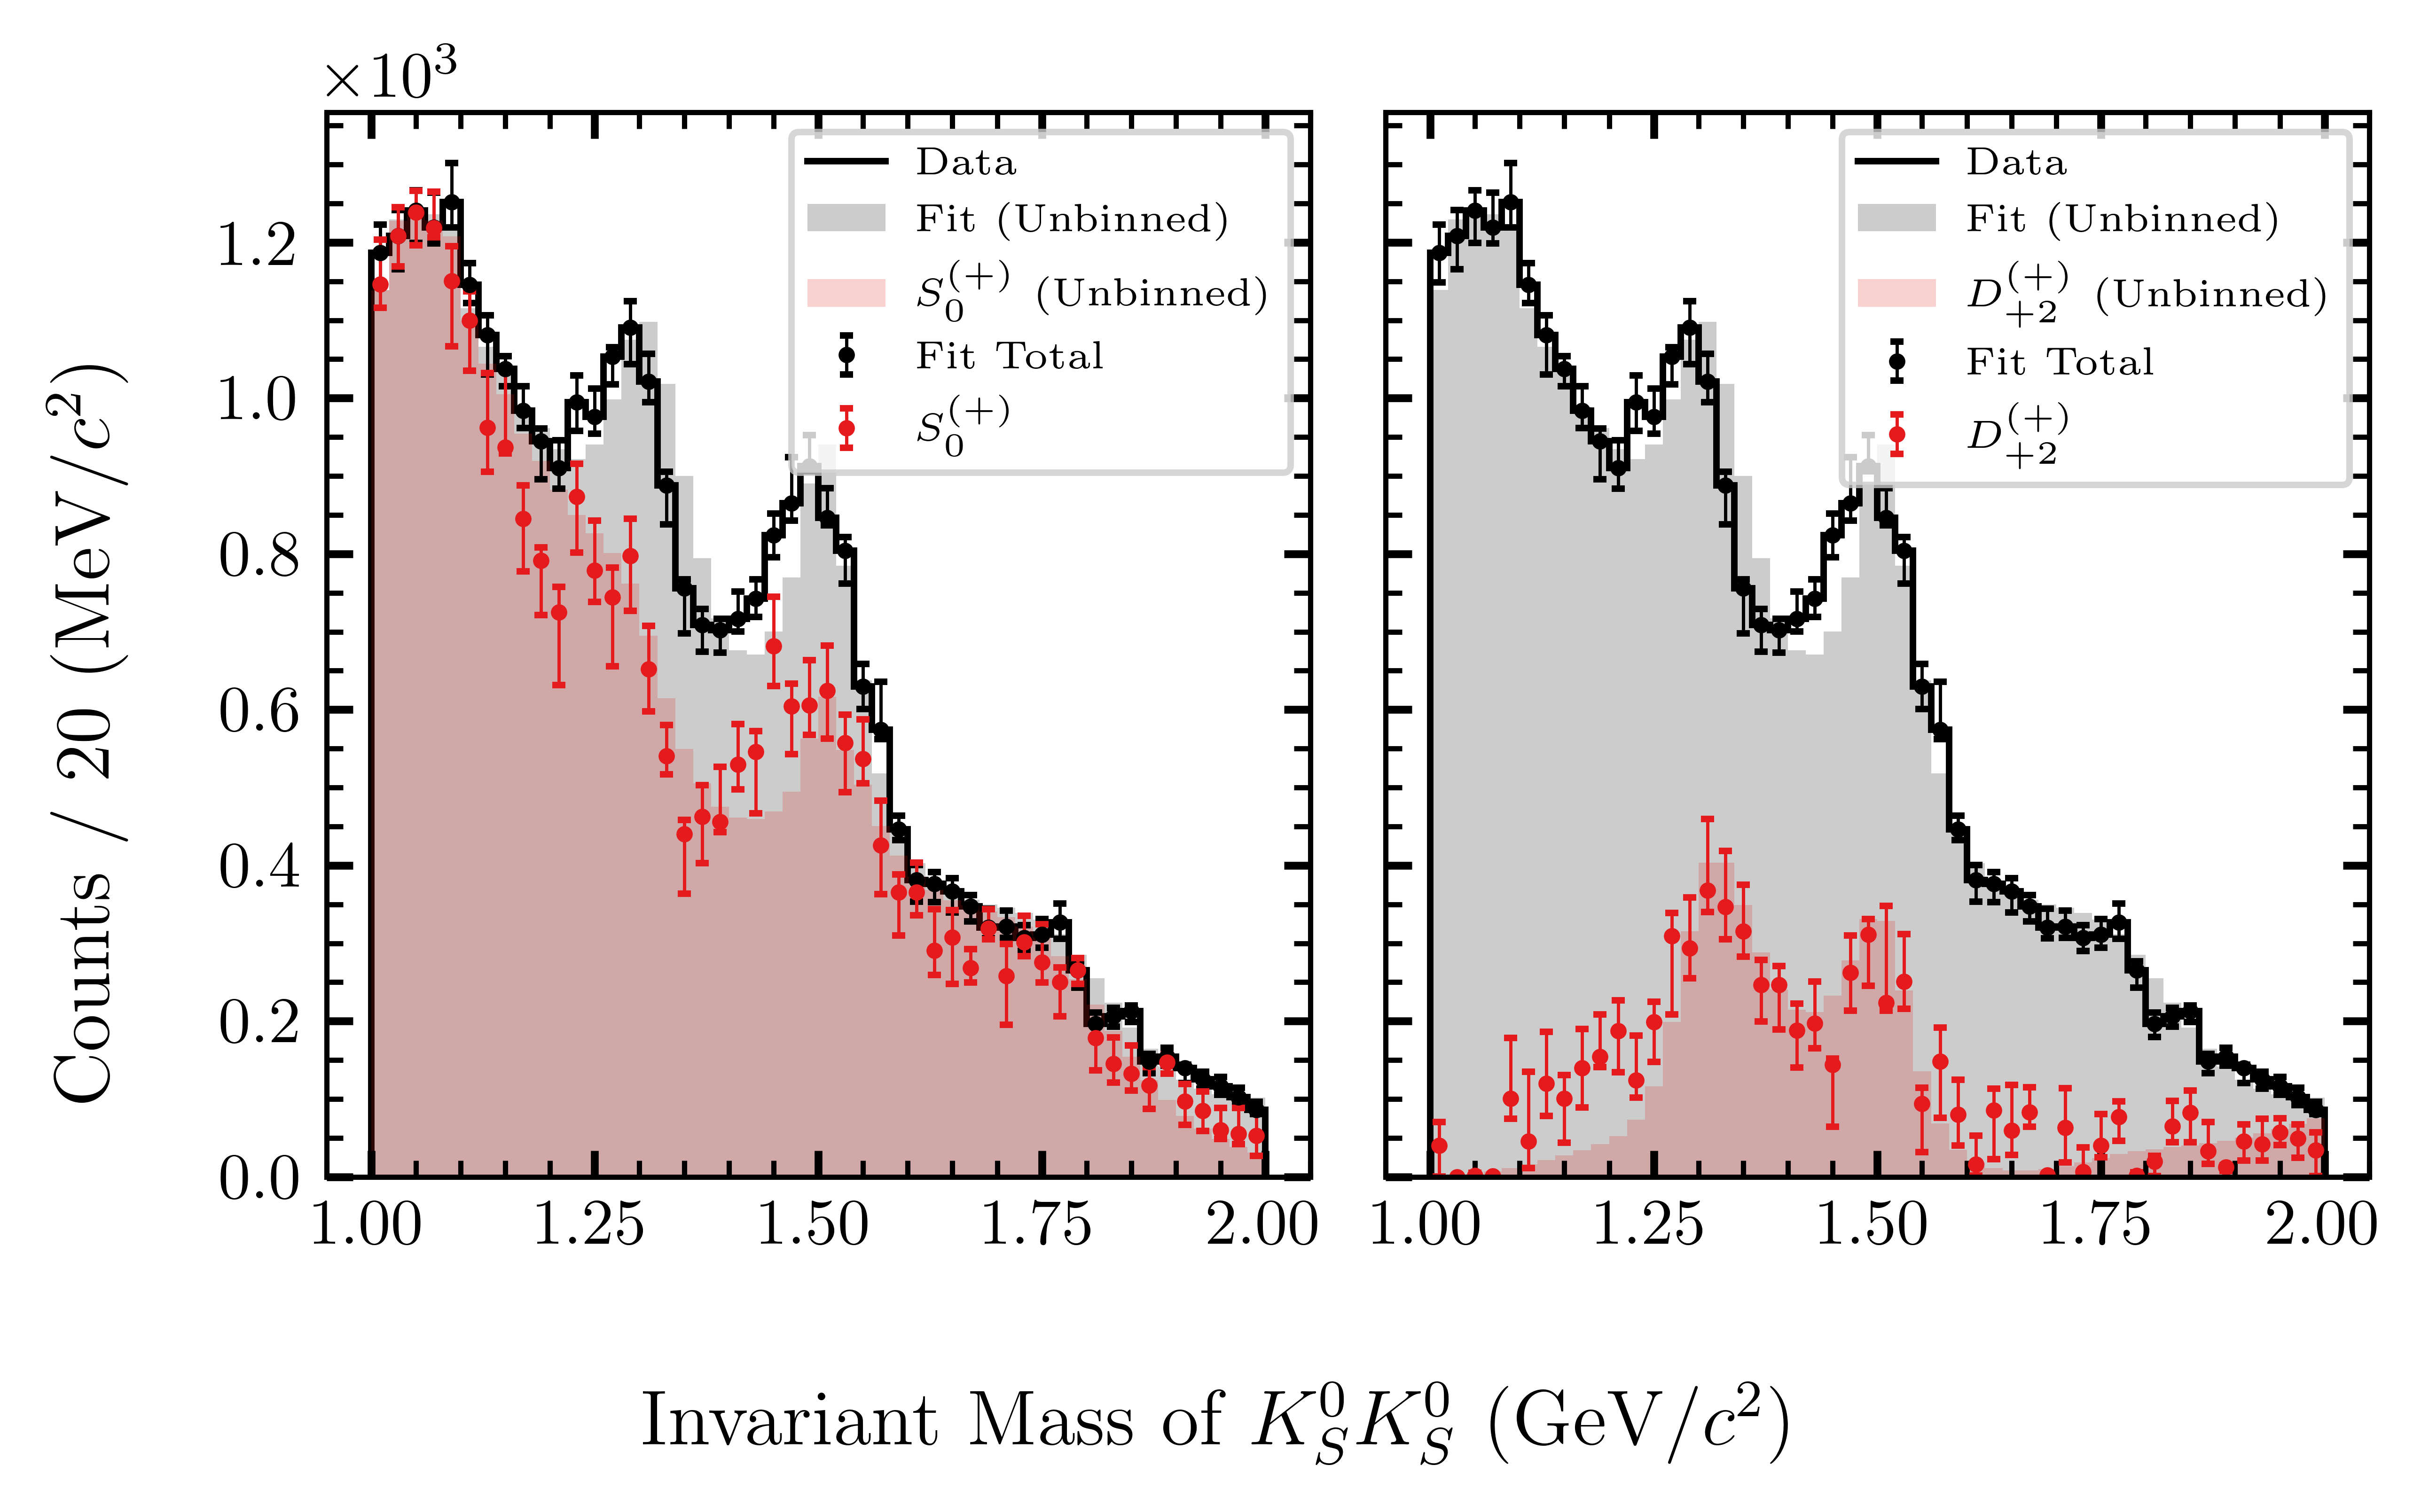 ×10³
Counts / 20 (MeV/c²)
1.2
1.0
0.8
0.6
0.4
0.2
0.0
Data
Fit (Unbinned)
S₀⁽⁺⁾ (Unbinned)
Fit Total
S₀⁽⁺⁾
1.00 1.25 1.50 1.75 2.00
Data
Fit (Unbinned)
D₊₂⁽⁺⁾ (Unbinned)
Fit Total
D₊₂⁽⁺⁾
1.00 1.25 1.50 1.75 2.00
Invariant Mass of K_S^0K_S^0 (GeV/c²)